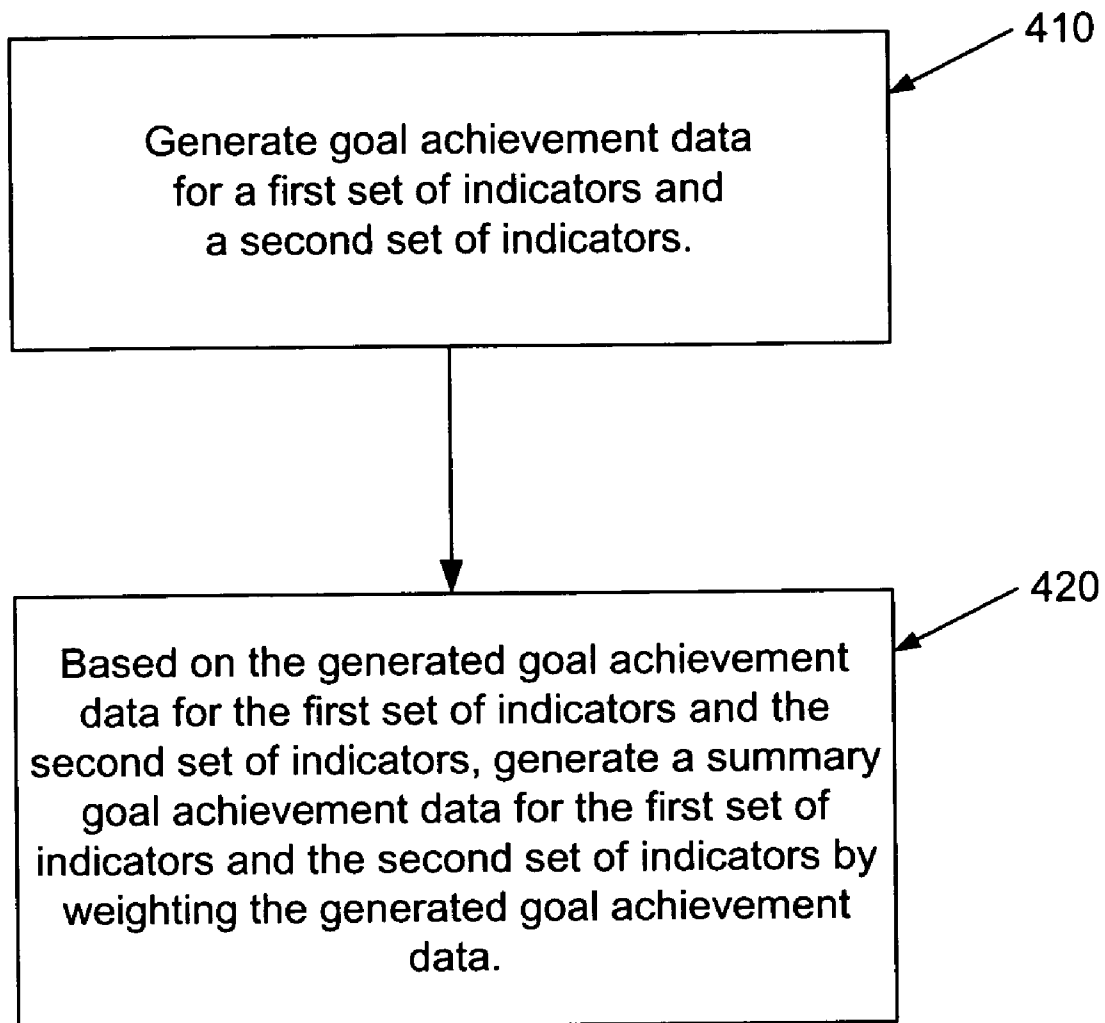 410
Generate goal achievement data
for a first set of indicators and
a second set of indicators.
420
Based on the generated goal achievement
data for the first set of indicators and the
second set of indicators, generate a summary
goal achievement data for the first set of
indicators and the second set of indicators by
weighting the generated goal achievement
data.